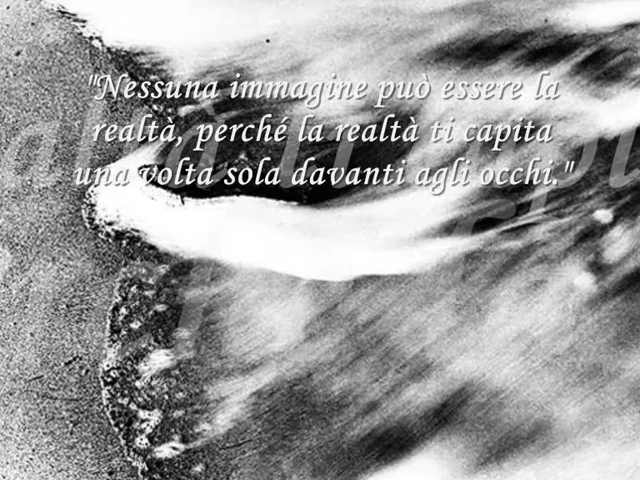 "Nessuna immagine può essere la
realtà, perché la realtà ti capita
una volta sola davanti agli occhi."